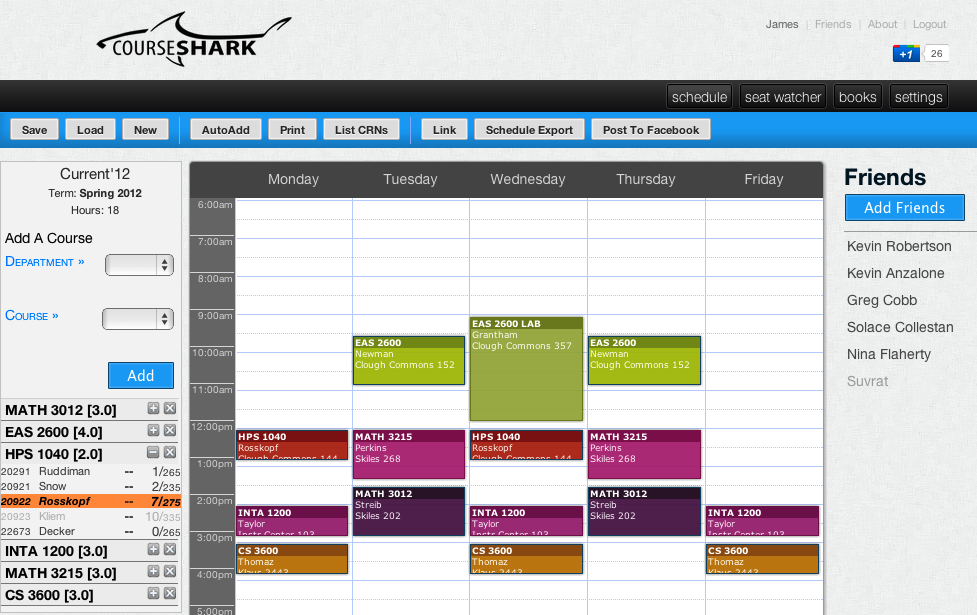 COURSESHARK
James | Friends | About | Logout
+1 26
schedule seat watcher books settings
Save Load New AutoAdd Print List CRNs Link Schedule Export Post To Facebook
Current'12
Term: Spring 2012
Hours: 18
Add A Course
Department »
Course »
Add
MATH 3012 [3.0]
EAS 2600 [4.0]
HPS 1040 [2.0]
20291 Ruddiman -- 1/265
20921 Snow -- 2/235
20922 Rosskopf -- 7/275
20923 Kliem -- 10/335
22673 Decker -- 0/265
INTA 1200 [3.0]
MATH 3215 [3.0]
CS 3600 [3.0]
Monday Tuesday Wednesday Thursday Friday
6:00am
7:00am
8:00am
9:00am
10:00am
11:00am
12:00pm
1:00pm
2:00pm
3:00pm
4:00pm
5:00pm
HPS 1040
Rosskopf
Clough Commons 144
INTA 1200
Taylor
Instr Center 103
CS 3600
Thomaz
Klaus 2443
EAS 2600
Newman
Clough Commons 152
MATH 3215
Perkins
Skiles 268
MATH 3012
Streib
Skiles 202
EAS 2600 LAB
Grantham
Clough Commons 357
HPS 1040
Rosskopf
Clough Commons 144
INTA 1200
Taylor
Instr Center 103
CS 3600
Thomaz
Klaus 2443
EAS 2600
Newman
Clough Commons 152
MATH 3215
Perkins
Skiles 268
MATH 3012
Streib
Skiles 202
INTA 1200
Taylor
Instr Center 103
CS 3600
Thomaz
Klaus 2443
Friends
Add Friends
Kevin Robertson
Kevin Anzalone
Greg Cobb
Solace Collestan
Nina Flaherty
Suvrat